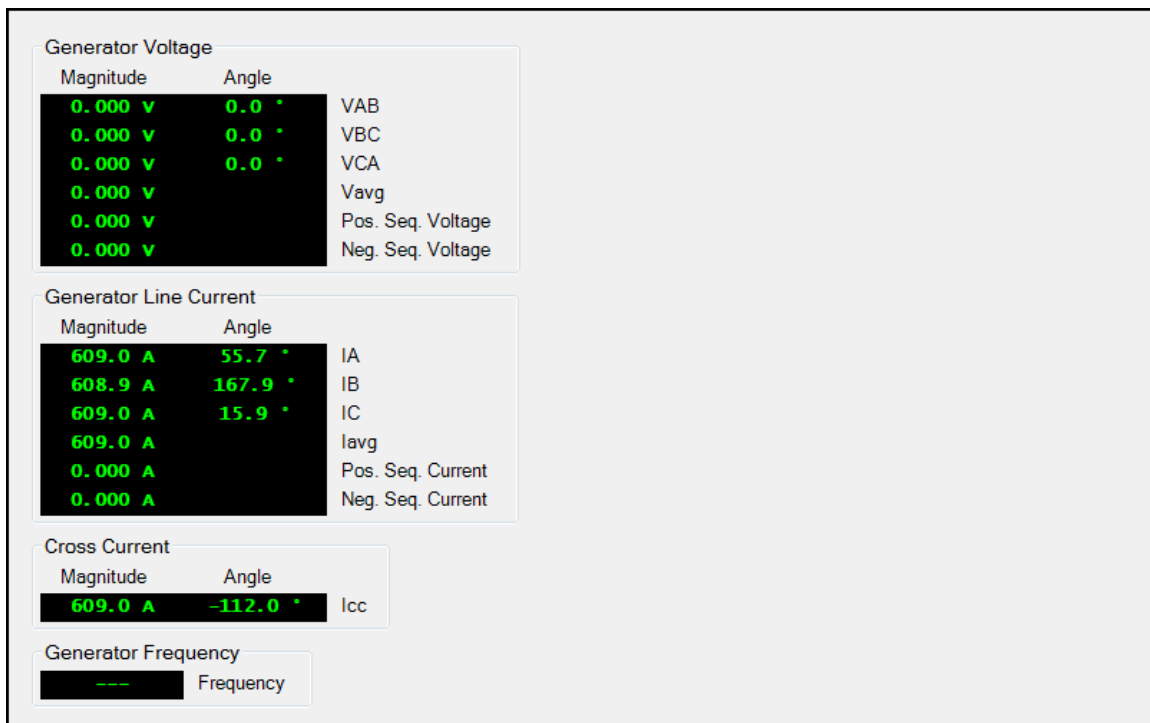 Generator Voltage
Magnitude Angle
0.000 V 0.0 ° VAB
0.000 V 0.0 ° VBC
0.000 V 0.0 ° VCA
0.000 V Vavg
0.000 V Pos. Seq. Voltage
0.000 V Neg. Seq. Voltage
Generator Line Current
Magnitude Angle
609.0 A 55.7 ° IA
608.9 A 167.9 ° IB
609.0 A 15.9 ° IC
609.0 A Iavg
0.000 A Pos. Seq. Current
0.000 A Neg. Seq. Current
Cross Current
Magnitude Angle
609.0 A -112.0 ° Icc
Generator Frequency
--- Frequency